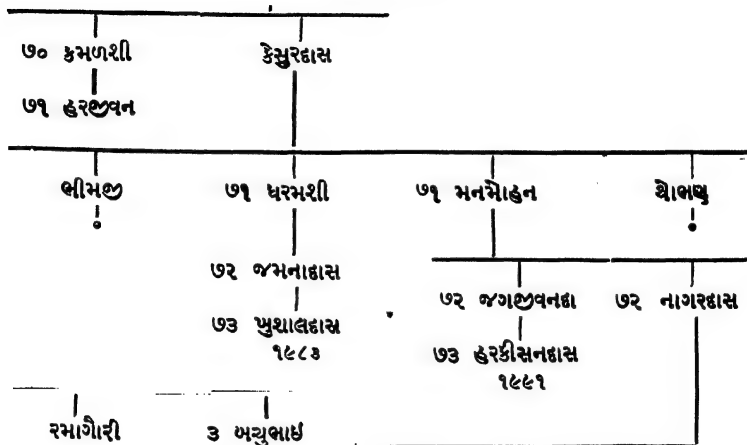 ૭૦ કમળશી કેસુરદાસ
૭૧ હરજીવન
ભીમજી ૭૧ ધરમશી ૭૧ મનમોહન થોભણ
૭૨ જમનાદાસ
૭૨ જગજીવનદા ૭૨ નાગરદાસ
૭૩ ખુશાલદાસ
૧૯૮૩
૭૩ હરકીસનદાસ
૧૯૯૧
રમાગૌરી ૩ બચુભાઈ